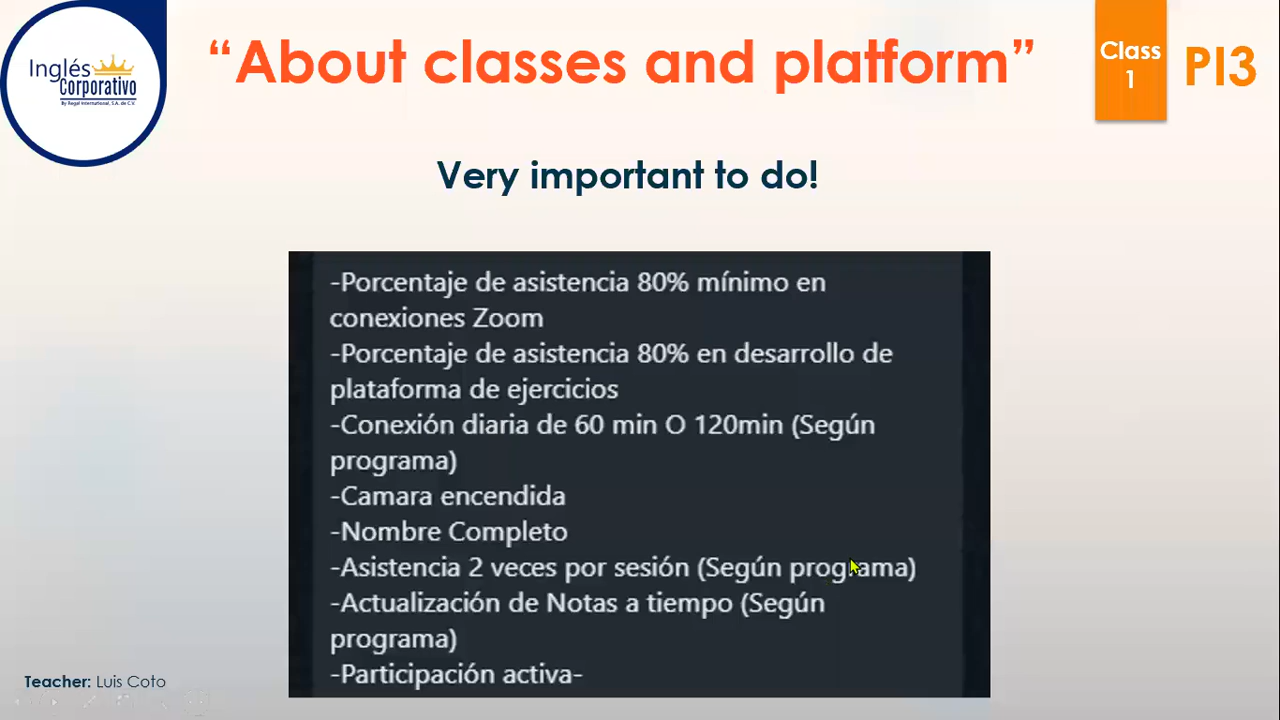 Inglés
Corporativo
By Regal International, S.A. de C.V.
“About classes and platform”
Class
1
PI3
Very important to do!
-Porcentaje de asistencia 80% mínimo en
conexiones Zoom
-Porcentaje de asistencia 80% en desarrollo de
plataforma de ejercicios
-Conexión diaria de 60 min O 120min (Según
programa)
-Camara encendida
-Nombre Completo
-Asistencia 2 veces por sesión (Según programa)
-Actualización de Notas a tiempo (Según
programa)
-Participación activa-
Teacher: Luis Coto